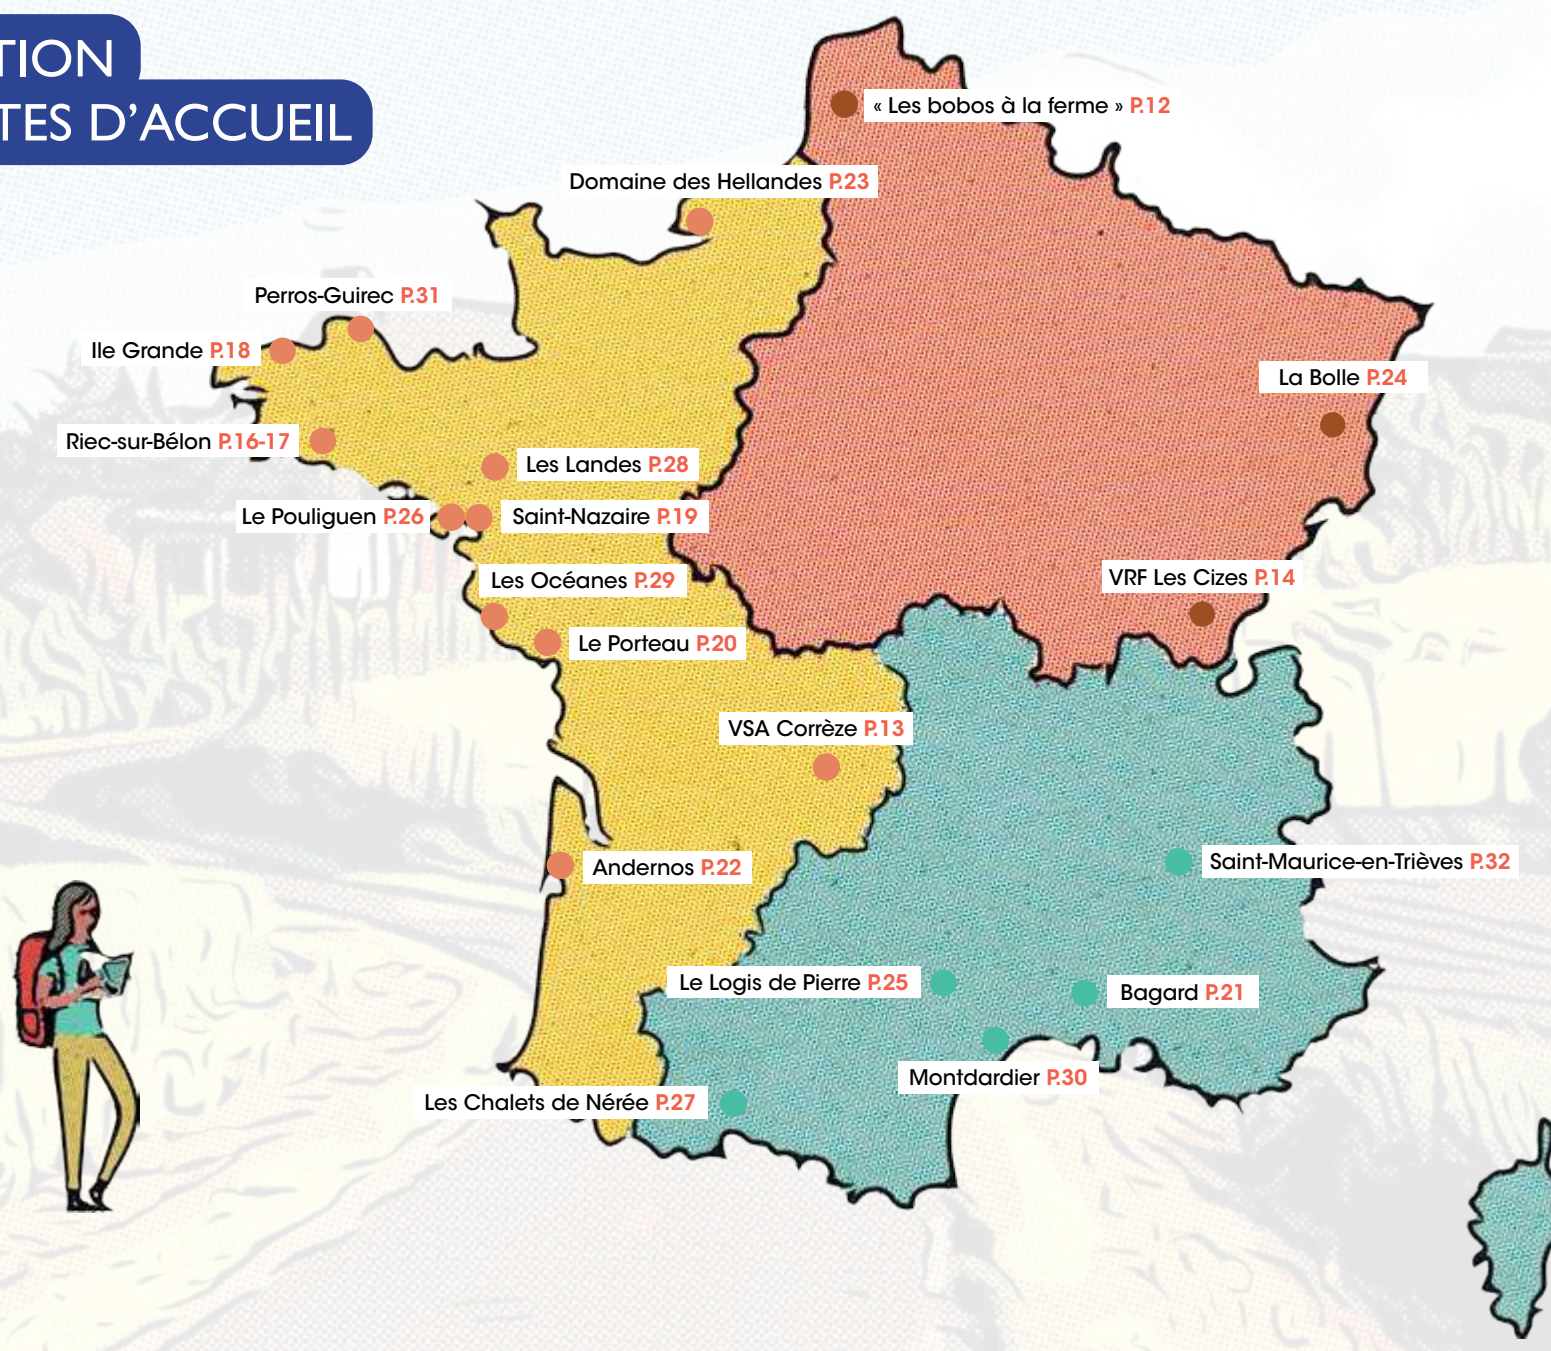 TION
TES D'ACCUEIL
« Les bobos à la ferme » P.12
Domaine des Hellandes P.23
Perros-Guirec P.31
Ile Grande P.18
La Bolle P.24
Riec-sur-Bélon P.16-17
Les Landes P.28
Le Pouliguen P.26
Saint-Nazaire P.19
Les Océanes P.29
VRF Les Cizes P.14
Le Porteau P.20
VSA Corrèze P.13
Andernos P.22
Saint-Maurice-en-Trièves P.32
Le Logis de Pierre P.25
Bagard P.21
Montdardier P.30
Les Chalets de Nérée P.27